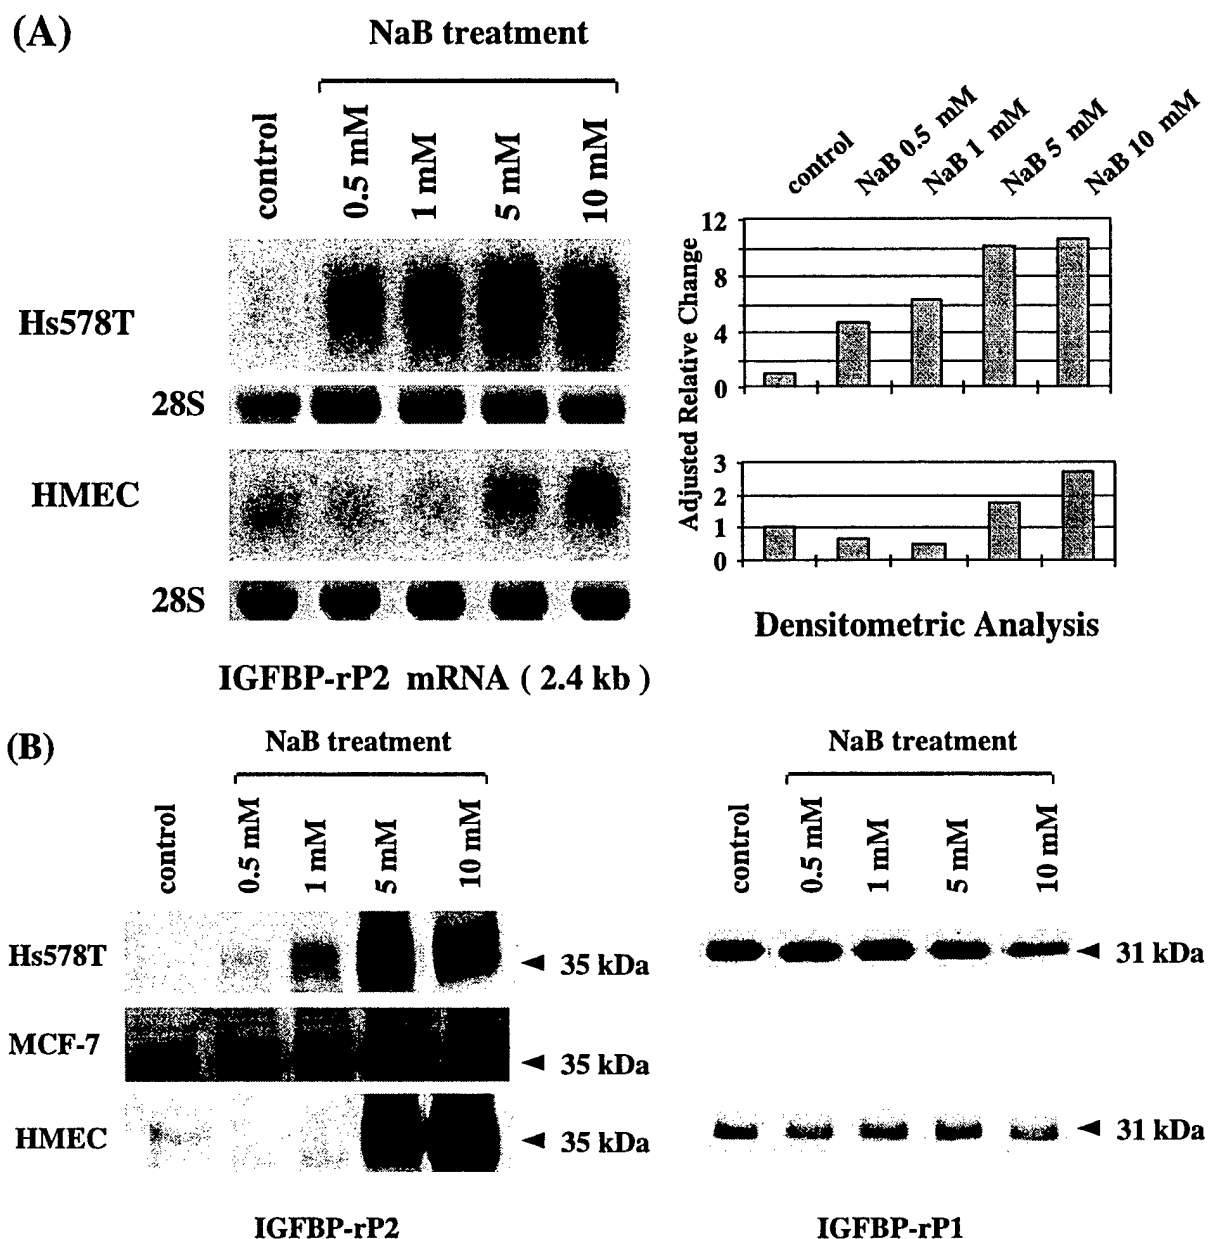 (A)
NaB treatment
control
0.5 mM
1 mM
5 mM
10 mM
Hs578T
28S
HMEC
28S
IGFBP-rP2 mRNA ( 2.4 kb )
control
NaB 0.5 mM
NaB 1 mM
NaB 5 mM
NaB 10 mM
Adjusted Relative Change
12
8
4
0
3
2
1
0
Densitometric Analysis
(B)
NaB treatment
control
0.5 mM
1 mM
5 mM
10 mM
Hs578T
35 kDa
MCF-7
35 kDa
HMEC
35 kDa
IGFBP-rP2
NaB treatment
control
0.5 mM
1 mM
5 mM
10 mM
31 kDa
31 kDa
IGFBP-rP1